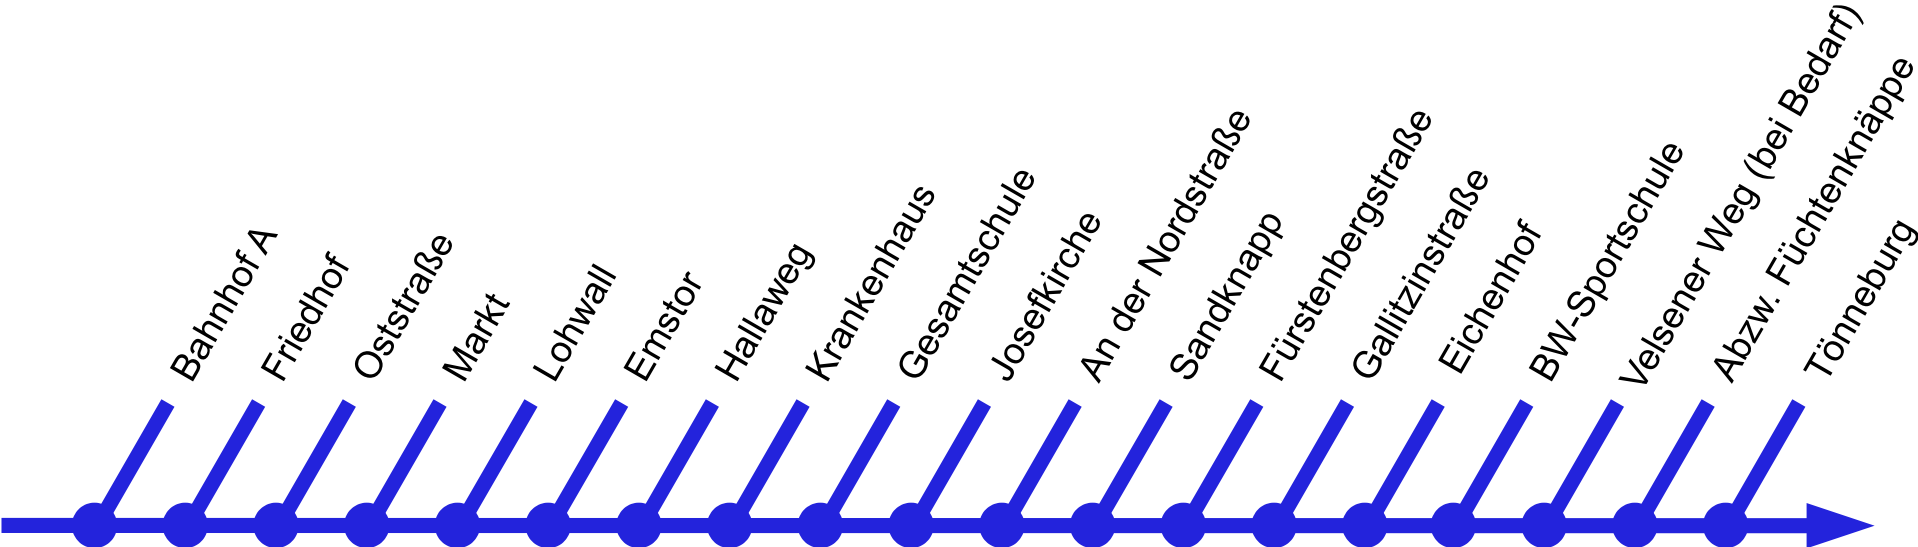 Bahnhof A
Friedhof
Oststraße
Markt
Lohwall
Emstor
Hallaweg
Krankenhaus
Gesamtschule
Josefkirche
An der Nordstraße
Sandknapp
Fürstenbergstraße
Gallitzinstraße
Eichenhof
BW-Sportschule
Velsener Weg (bei Bedarf)
Abzw. Füchtenknäppe
Tönneburg